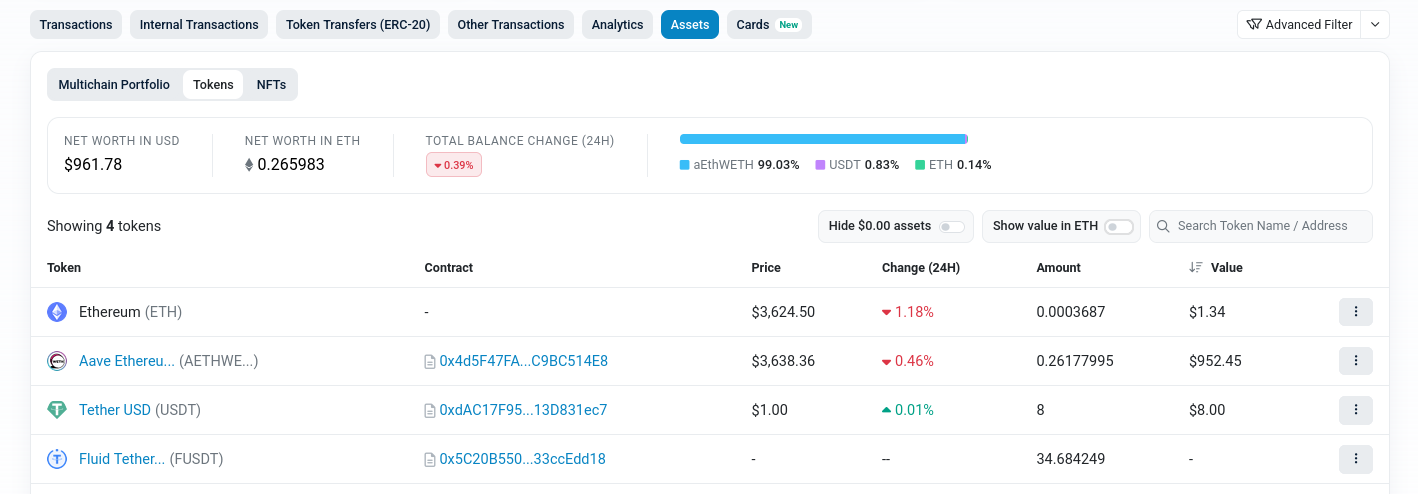 Transactions Internal Transactions Token Transfers (ERC-20) Other Transactions Analytics Assets Cards New Advanced Filter
Multichain Portfolio Tokens NFTs
NET WORTH IN USD NET WORTH IN ETH TOTAL BALANCE CHANGE (24H)
$961.78 0.265983 0.39% aEthWETH 99.03% USDT 0.83% ETH 0.14%
Showing 4 tokens Hide $0.00 assets Show value in ETH Search Token Name / Address
Token Contract Price Change (24H) Amount Value
Ethereum (ETH) - $3,624.50 1.18% 0.0003687 $1.34
Aave Ethereu... (AETHWE...) 0x4d5F47FA...C9BC514E8 $3,638.36 0.46% 0.26177995 $952.45
Tether USD (USDT) 0xdAC17F95...13D831ec7 $1.00 0.01% 8 $8.00
Fluid Tether... (FUSDT) 0x5C20B550...33ccEdd18 - -- 34.684249 -